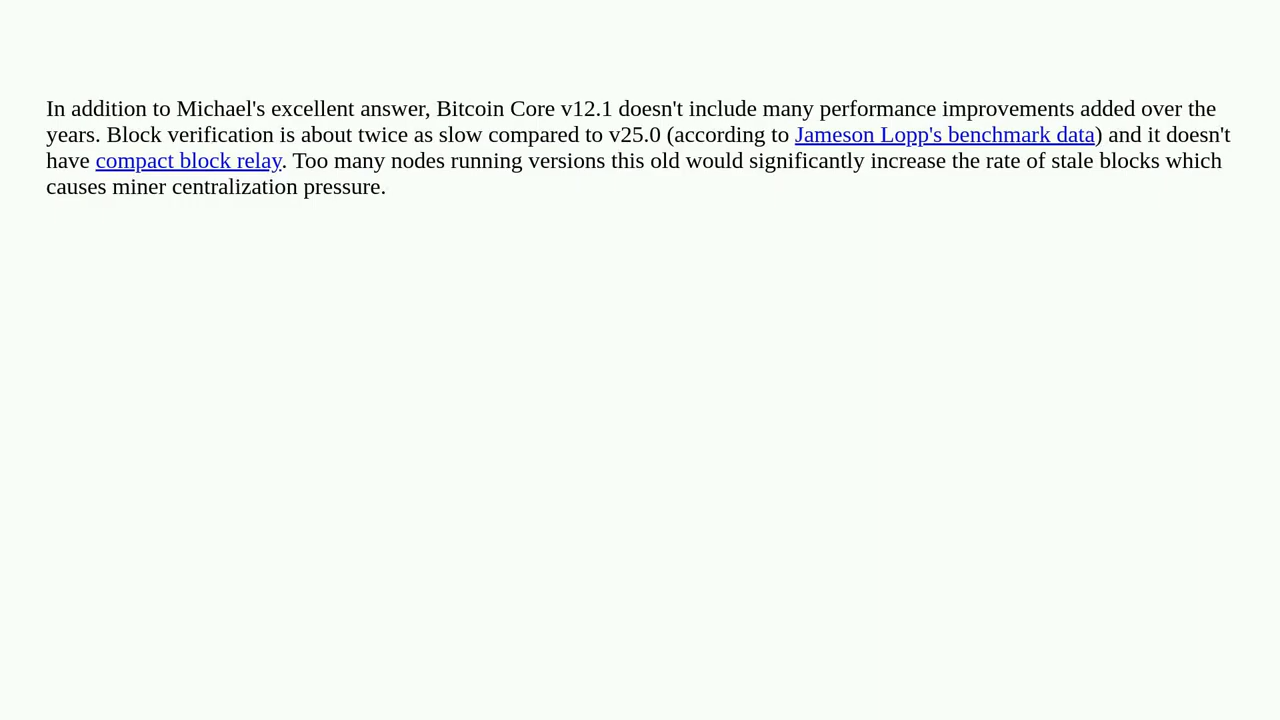 In addition to Michael's excellent answer, Bitcoin Core v12.1 doesn't include many performance improvements added over the
years. Block verification is about twice as slow compared to v25.0 (according to Jameson Lopp's benchmark data) and it doesn't
have compact block relay. Too many nodes running versions this old would significantly increase the rate of stale blocks which
causes miner centralization pressure.